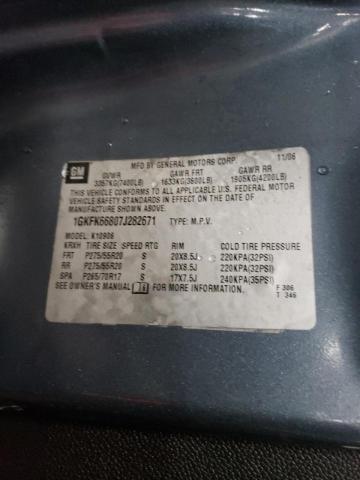 GM
MFD BY GENERAL MOTORS CORP. 11/06
GVWR GAWR FRT GAWR RR
3357KG(7400LB) 1633KG(3600LB) 1905KG(4200LB)
THIS VEHICLE CONFORMS TO ALL APPLICABLE U.S. FEDERAL MOTOR
VEHICLE SAFETY STANDARDS IN EFFECT ON THE DATE OF
MANUFACTURE SHOWN ABOVE.
1GKFK66807J282671 TYPE: M.P.V.
MODEL: K10906
KRXH TIRE SIZE SPEED RTG RIM COLD TIRE PRESSURE
FRT P275/55R20 S 20X8.5J 220KPA(32PSI)
RR P275/55R20 S 20X8.5J 220KPA(32PSI)
SPA P265/70R17 S 17X7.5J 240KPA(35PSI)
SEE OWNER'S MANUAL FOR MORE INFORMATION. F 306
T 346